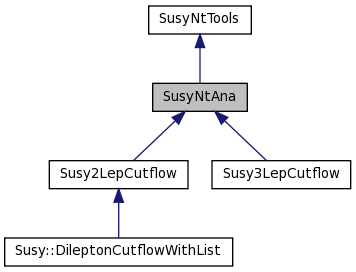 SusyNtTools
SusyNtAna
Susy2LepCutflow
Susy3LepCutflow
Susy::DileptonCutflowWithList